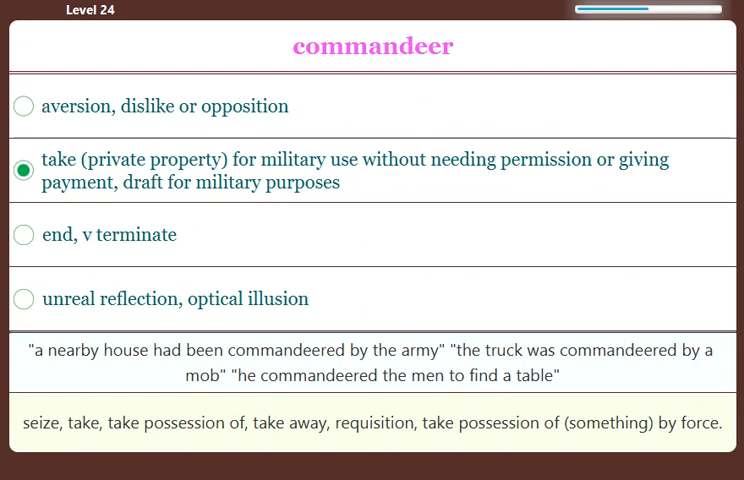 Level 24
commandeer
aversion, dislike or opposition
take (private property) for military use without needing permission or giving
payment, draft for military purposes
end, v terminate
unreal reflection, optical illusion
"a nearby house had been commandeered by the army" "the truck was commandeered by a
mob" "he commandeered the men to find a table"
seize, take, take possession of, take away, requisition, take possession of (something) by force.